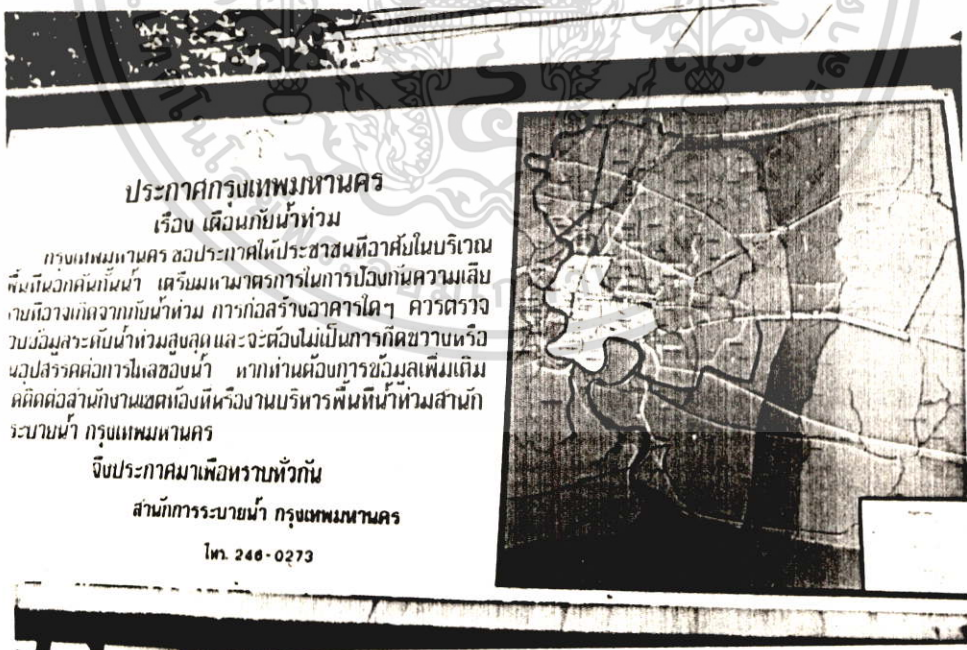 ประกาศกรุงเทพมหานคร
เรื่อง เตือนภัยน้ำท่วม
กรุงเทพมหานคร ขอประกาศให้ประชาชนที่อาศัยในบริเวณ
พื้นที่นอกคันกั้นน้ำ เตรียมหามาตรการในการป้องกันความเสีย
ายที่อาจเกิดจากภัยน้ำท่วม การก่อสร้างอาคารใดๆ ควรตรวจ
อบข้อมูลระดับน้ำท่วมสูงสุดและจะต้องไม่เป็นการกีดขวางหรือ
นอุปสรรคต่อการไหลของน้ำ หากท่านต้องการข้อมูลเพิ่มเติม
ติดต่อสำนักงานเขตท้องที่หรืองานบริหารพื้นที่น้ำท่วมสำนัก
ระบายน้ำ กรุงเทพมหานคร
จึงประกาศมาเพื่อทราบทั่วกัน
สำนักการระบายน้ำ กรุงเทพมหานคร
โทร. 246-0273